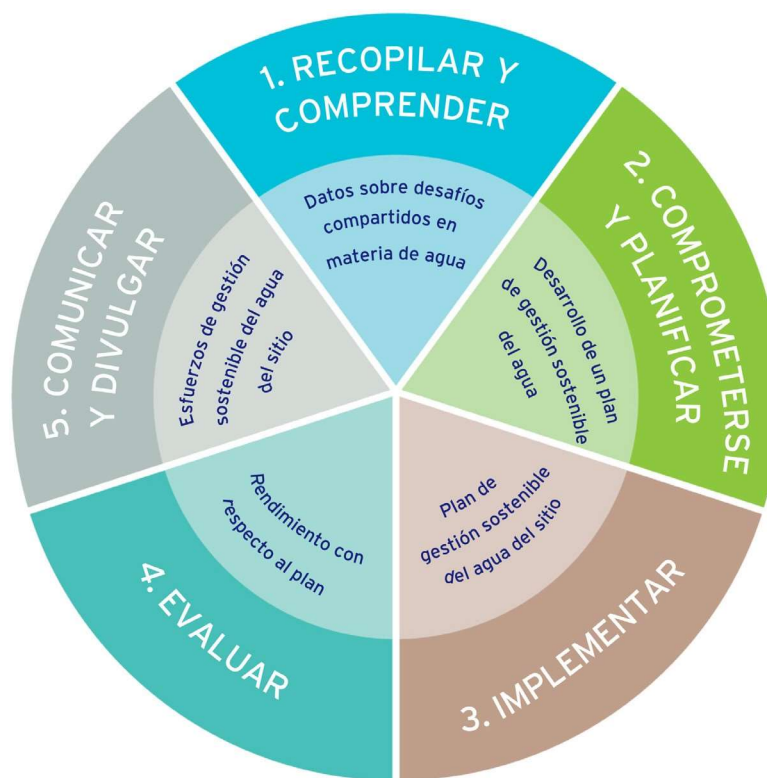 1. RECOPILAR Y
COMPRENDER
Datos sobre desafíos
compartidos en
materia de agua
2. COMPROMETERSE
Y PLANIFICAR
Desarrollo de un plan
de gestión sostenible
del agua
3. IMPLEMENTAR
Plan de
gestión sostenible
del agua del sitio
4. EVALUAR
Rendimiento con
respecto al plan
5. COMUNICAR
Y DIVULGAR
Esfuerzos de gestión
sostenible del agua
del sitio